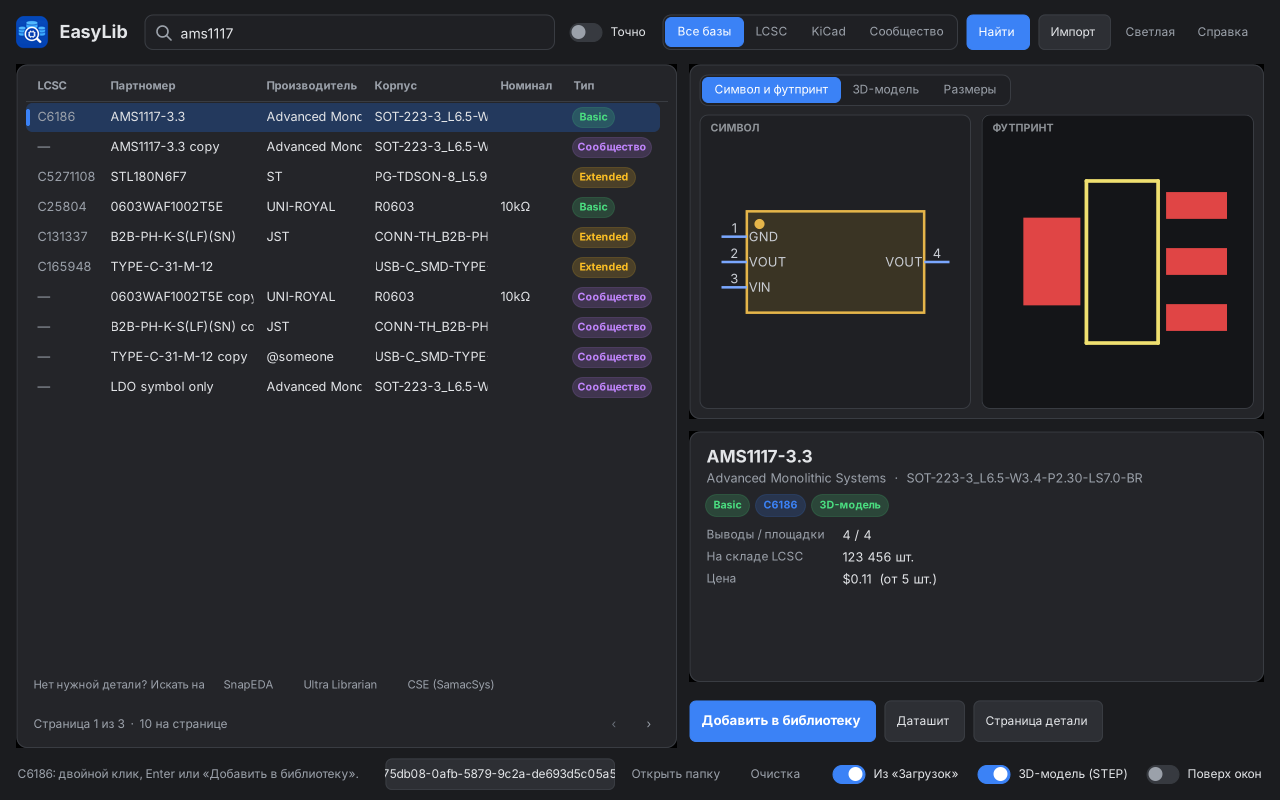 EasyLib ams1117 Точно Все базы LCSC KiCad Сообщество Найти Импорт Светлая Справка
LCSC Партномер Производитель Корпус Номинал Тип
C6186 AMS1117-3.3 Advanced Monc SOT-223-3_L6.5-W Basic
— AMS1117-3.3 copy Advanced Monc SOT-223-3_L6.5-W Сообщество
C5271108 STL180N6F7 ST PG-TDSON-8_L5.9 Extended
C25804 0603WAF1002T5E UNI-ROYAL R0603 10kΩ Basic
C131337 B2B-PH-K-S(LF)(SN) JST CONN-TH_B2B-PH Extended
C165948 TYPE-C-31-M-12 USB-C_SMD-TYPE Extended
— 0603WAF1002T5E copy UNI-ROYAL R0603 10kΩ Сообщество
— B2B-PH-K-S(LF)(SN) co JST CONN-TH_B2B-PH Сообщество
— TYPE-C-31-M-12 copy @someone USB-C_SMD-TYPE Сообщество
— LDO symbol only Advanced Monc SOT-223-3_L6.5-W Сообщество
Нет нужной детали? Искать на SnapEDA Ultra Librarian CSE (SamacSys)
Страница 1 из 3 · 10 на странице ‹ ›
Символ и футпринт 3D-модель Размеры
СИМВОЛ
1 GND
2 VOUT VOUT 4
3 VIN
ФУТПРИНТ
AMS1117-3.3
Advanced Monolithic Systems · SOT-223-3_L6.5-W3.4-P2.30-LS7.0-BR
Basic C6186 3D-модель
Выводы / площадки 4 / 4
На складе LCSC 123 456 шт.
Цена $0.11 (от 5 шт.)
Добавить в библиотеку Даташит Страница детали
C6186: двойной клик, Enter или «Добавить в библиотеку». 75db08-0afb-5879-9c2a-de693d5c05a5 Открыть папку Очистка Из «Загрузок» 3D-модель (STEP) Поверх окон